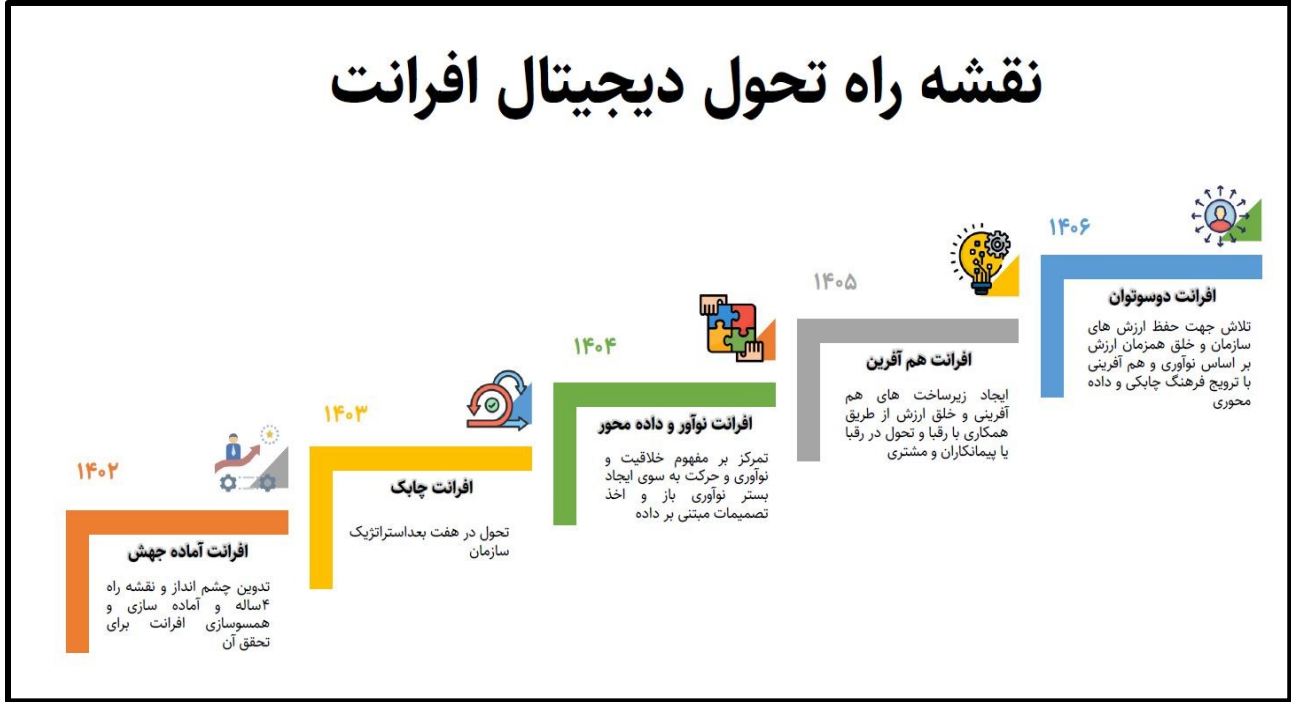 نقشه راه تحول دیجیتال افرانت
۱۴۰۲
افرانت آماده جهش
تدوین چشم انداز و نقشه راه
۴ساله و آماده سازی و
همسوسازی افرانت برای
تحقق آن
۱۴۰۳
افرانت چابک
تحول در هفت بعداستراتژیک
سازمان
۱۴۰۴
افرانت نوآور و داده محور
تمرکز بر مفهوم خلاقیت و
نوآوری و حرکت به سوی ایجاد
بستر نوآوری باز و اخذ
تصمیمات مبتنی بر داده
۱۴۰۵
افرانت هم آفرین
ایجاد زیرساخت های هم
آفرینی و خلق ارزش از طریق
همکاری با رقبا و تحول در رقبا
یا پیمانکاران و مشتری
۱۴۰۶
افرانت دوسوتوان
تلاش جهت حفظ ارزش های
سازمان و خلق همزمان ارزش
بر اساس نوآوری و هم آفرینی
با ترویج فرهنگ چابکی و داده
محوری